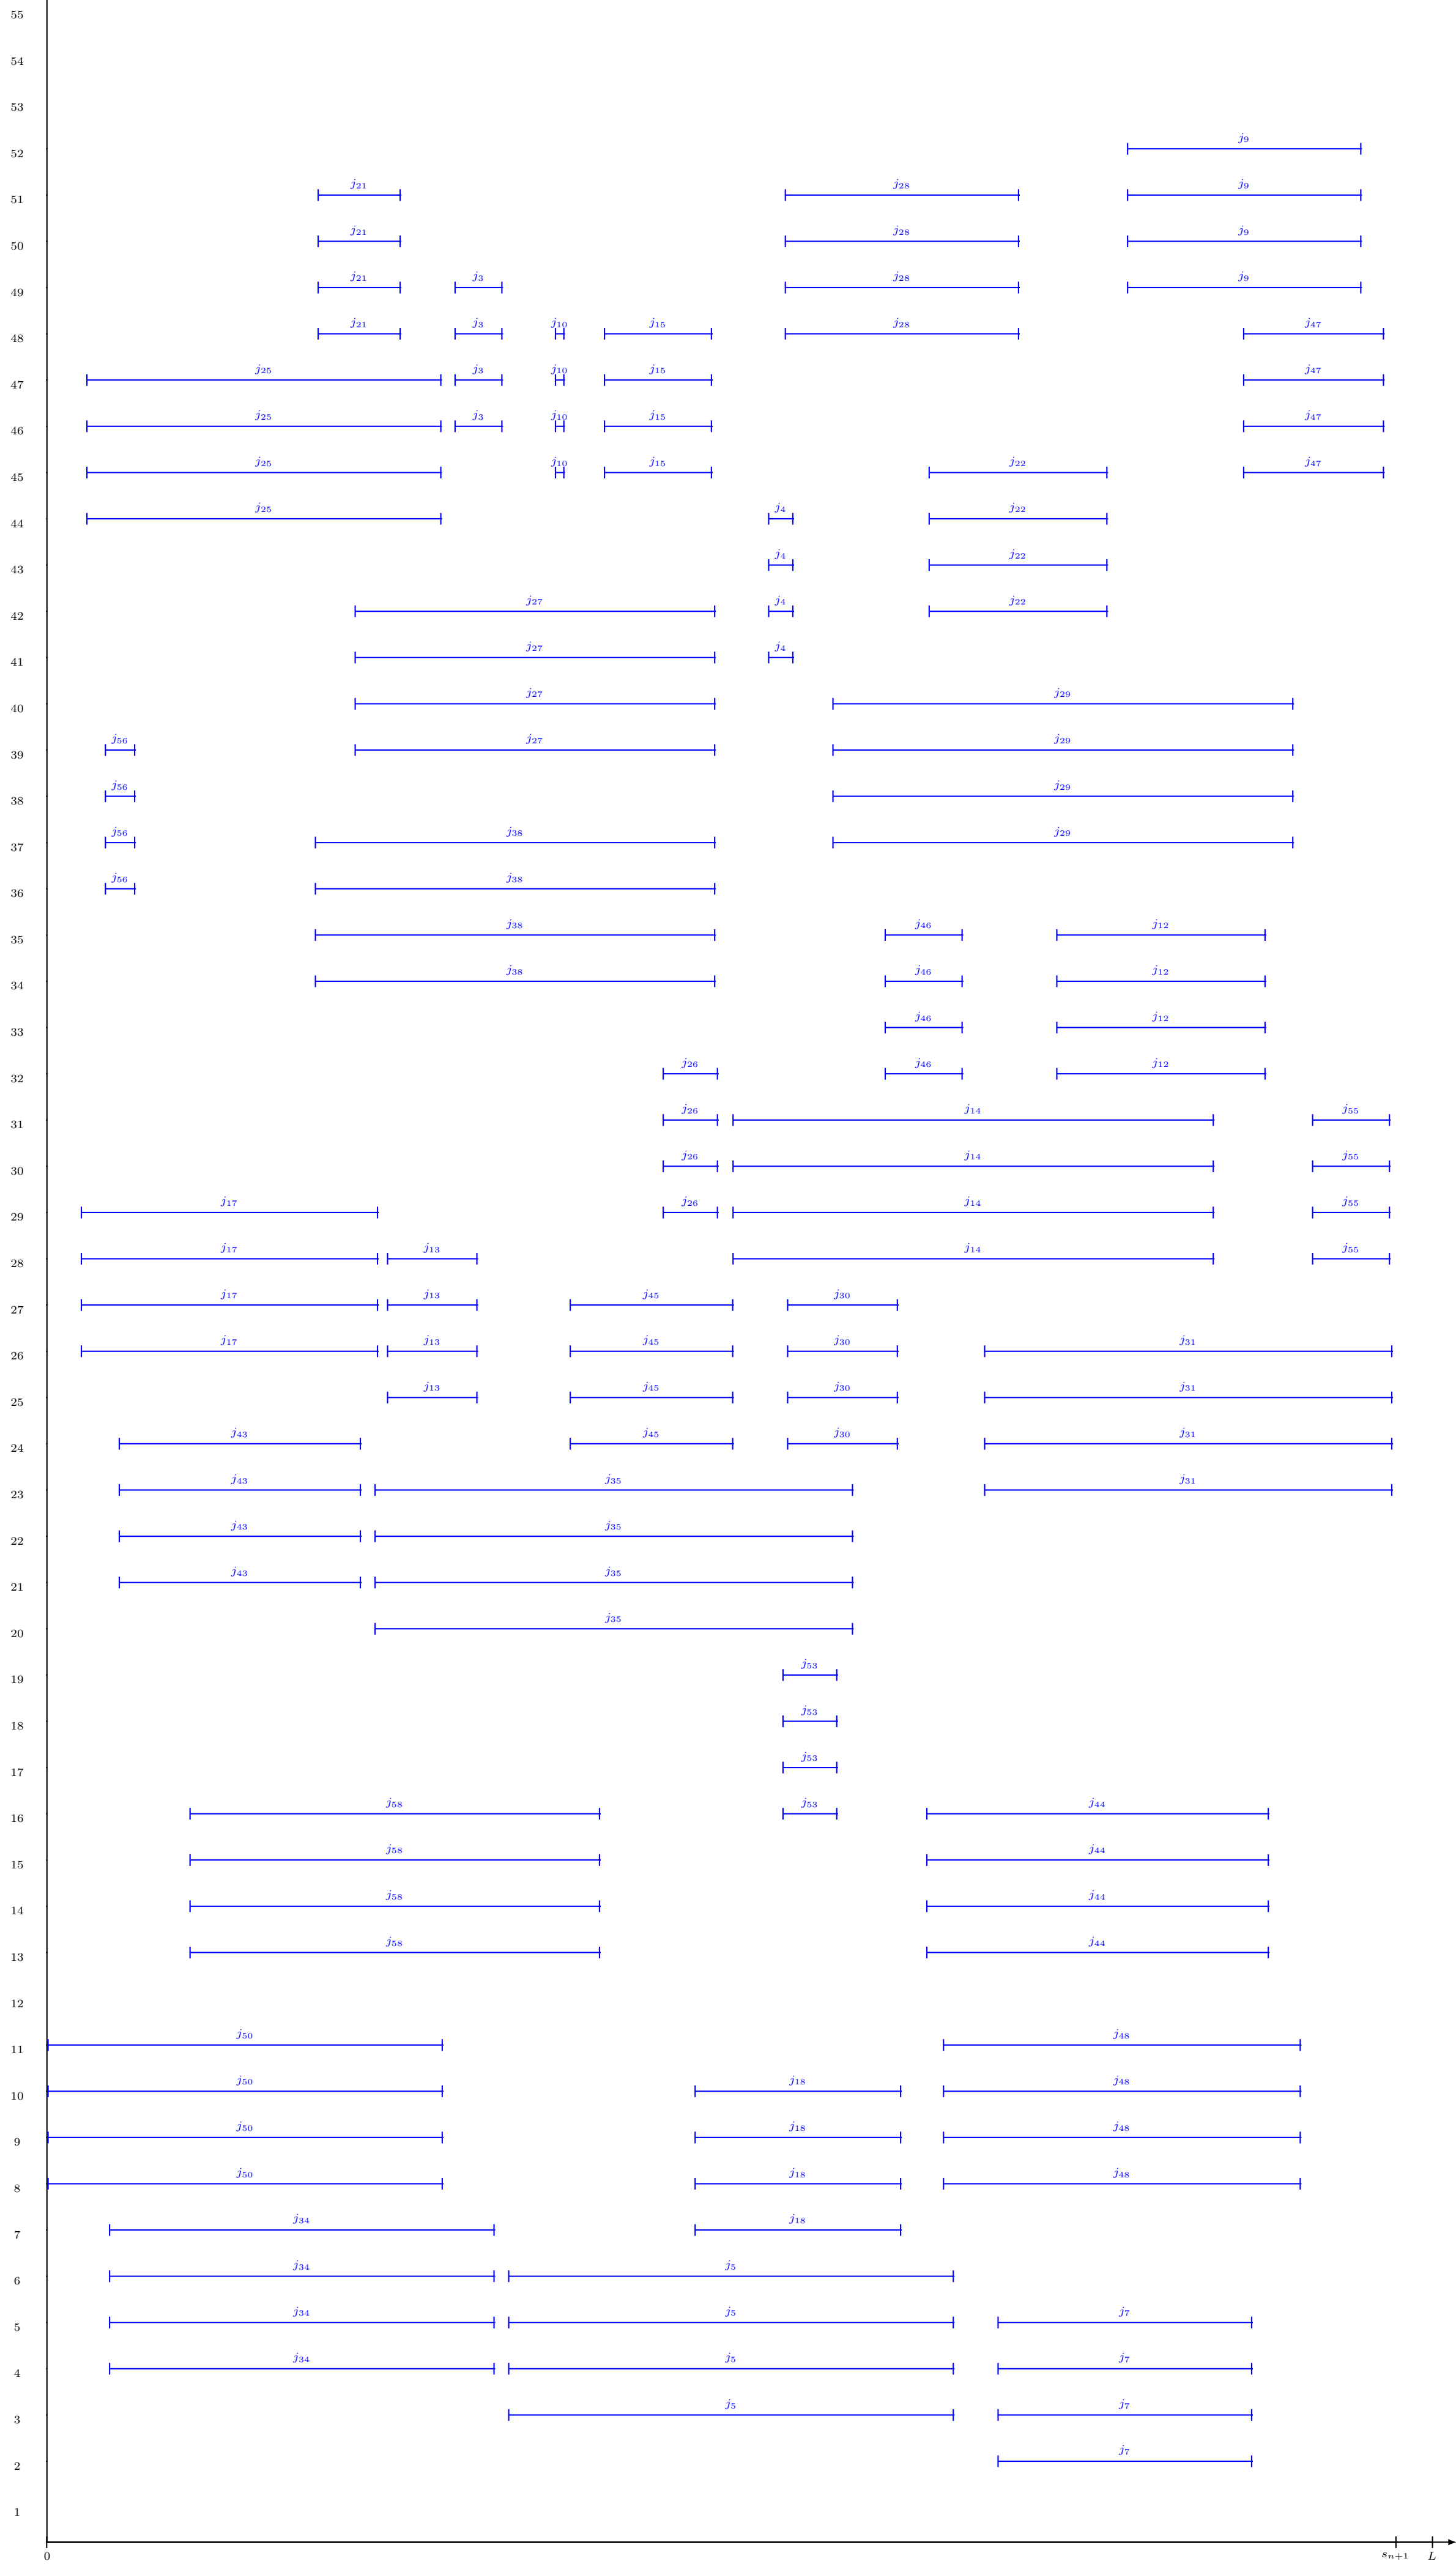 55
54
53
j₉
52
j₂₁ j₂₈ j₉
51
j₂₁ j₂₈ j₉
50
j₂₁ j₃ j₂₈ j₉
49
j₂₁ j₃ j₁₀ j₁₅ j₂₈ j₄₇
48
j₂₅ j₃ j₁₀ j₁₅ j₄₇
47
j₂₅ j₃ j₁₀ j₁₅ j₄₇
46
j₂₅ j₁₀ j₁₅ j₂₂ j₄₇
45
j₂₅ j₄ j₂₂
44
j₄ j₂₂
43
j₂₇ j₄ j₂₂
42
j₂₇ j₄
41
j₂₇ j₂₉
40
j₅₆ j₂₇ j₂₉
39
j₅₆ j₂₉
38
j₅₆ j₃₈ j₂₉
37
j₅₆ j₃₈
36
j₃₈ j₄₆ j₁₂
35
j₃₈ j₄₆ j₁₂
34
j₄₆ j₁₂
33
j₂₆ j₄₆ j₁₂
32
j₂₆ j₁₄ j₅₅
31
j₂₆ j₁₄ j₅₅
30
j₁₇ j₂₆ j₁₄ j₅₅
29
j₁₇ j₁₃ j₁₄ j₅₅
28
j₁₇ j₁₃ j₄₅ j₃₀
27
j₁₇ j₁₃ j₄₅ j₃₀ j₃₁
26
j₁₃ j₄₅ j₃₀ j₃₁
25
j₄₃ j₄₅ j₃₀ j₃₁
24
j₄₃ j₃₅ j₃₁
23
j₄₃ j₃₅
22
j₄₃ j₃₅
21
j₃₅
20
j₅₃
19
j₅₃
18
j₅₃
17
j₅₈ j₅₃ j₄₄
16
j₅₈ j₄₄
15
j₅₈ j₄₄
14
j₅₈ j₄₄
13
12
j₅₀ j₄₈
11
j₅₀ j₁₈ j₄₈
10
j₅₀ j₁₈ j₄₈
9
j₅₀ j₁₈ j₄₈
8
j₃₄ j₁₈
7
j₃₄ j₅
6
j₃₄ j₅ j₇
5
j₃₄ j₅ j₇
4
j₅ j₇
3
j₇
2
1
0 sₙ₊₁ L